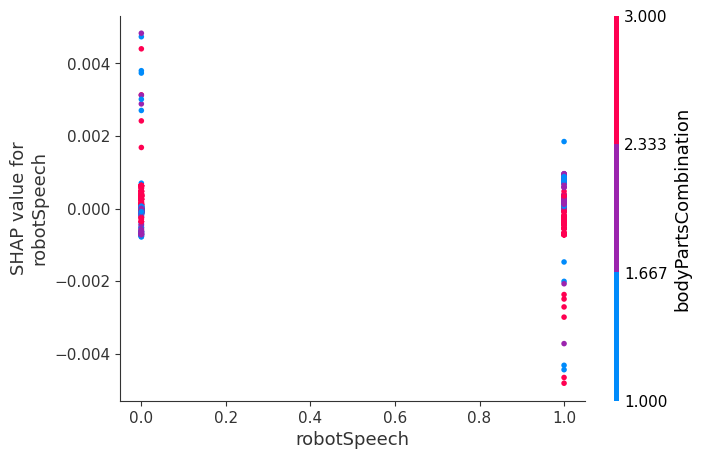 SHAP value for
robotSpeech
0.004
0.002
0.000
−0.002
−0.004
0.0 0.2 0.4 0.6 0.8 1.0
robotSpeech
3.000
2.333
1.667
1.000
bodyPartsCombination